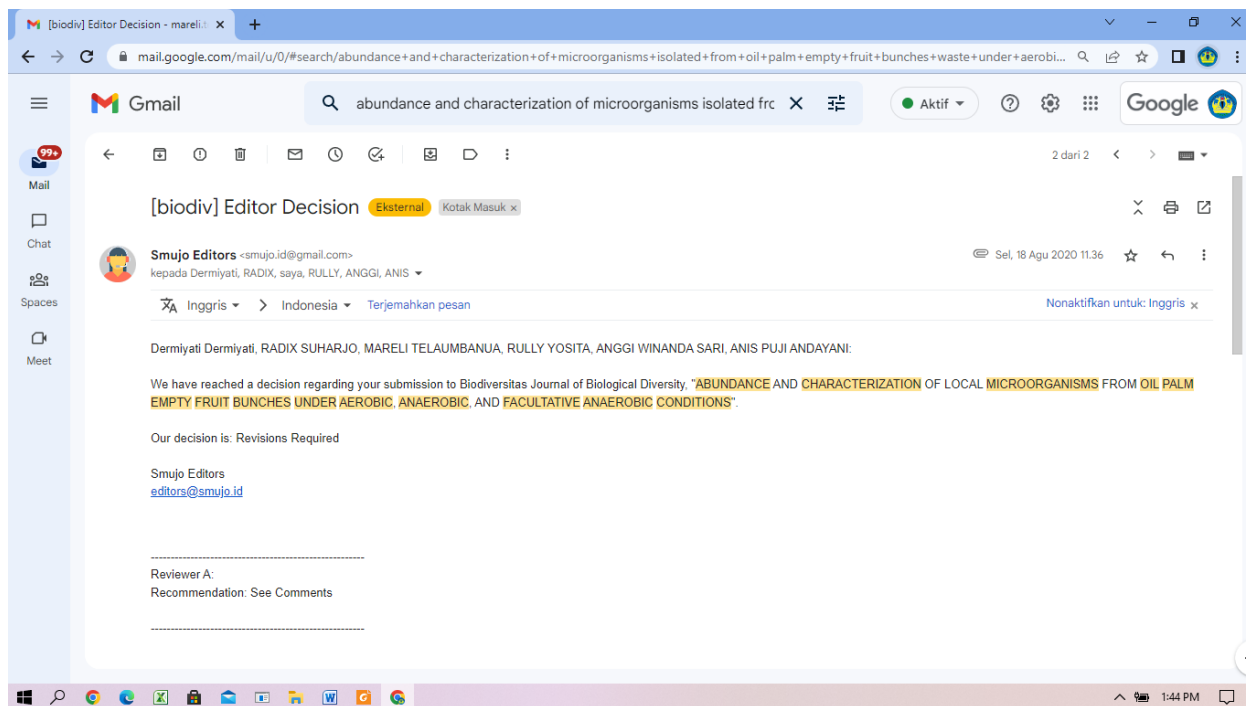 [biodiv] Editor Decision - mareli.t
mail.google.com/mail/u/0/#search/abundance+and+characterization+of+microorganisms+isolated+from+oil+palm+empty+fruit+bunches+waste+under+aerobi...
Gmail
abundance and characterization of microorganisms isolated frc
Aktif
Google
99+
Mail
Chat
Spaces
Meet
2 dari 2
[biodiv] Editor Decision Eksternal Kotak Masuk x
Smujo Editors <smujo.id@gmail.com>
Sel, 18 Agu 2020 11.36
kepada Dermiyati, RADIX, saya, RULLY, ANGGI, ANIS
Inggris > Indonesia Terjemahkan pesan
Nonaktifkan untuk: Inggris x
Dermiyati Dermiyati, RADIX SUHARJO, MARELI TELAUMBANUA, RULLY YOSITA, ANGGI WINANDA SARI, ANIS PUJI ANDAYANI:
We have reached a decision regarding your submission to Biodiversitas Journal of Biological Diversity, "ABUNDANCE AND CHARACTERIZATION OF LOCAL MICROORGANISMS FROM OIL PALM
EMPTY FRUIT BUNCHES UNDER AEROBIC, ANAEROBIC, AND FACULTATIVE ANAEROBIC CONDITIONS".
Our decision is: Revisions Required
Smujo Editors
editors@smujo.id
------------------------------------------------------
Reviewer A:
Recommendation: See Comments
------------------------------------------------------
1:44 PM